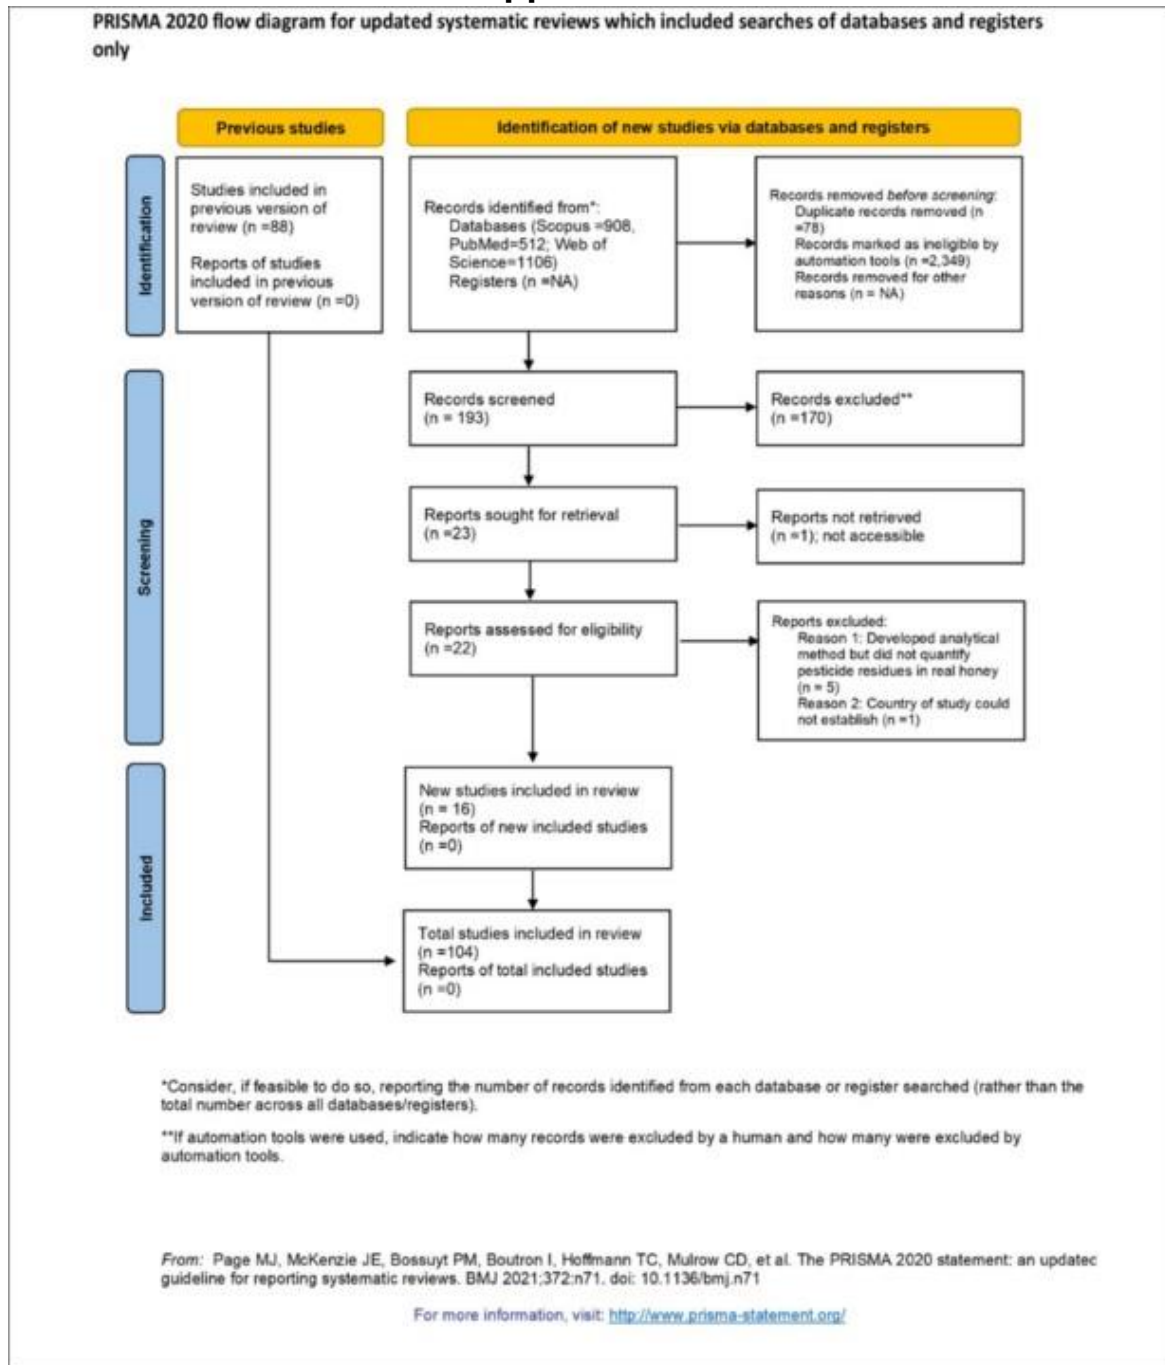 PRISMA 2020 flow diagram for updated systematic reviews which included searches of databases and registers
only
Previous studies
Identification of new studies via databases and registers
Identification
Studies included in
previous version of
review (n =88)
Reports of studies
included in previous
version of review (n =0)
Records identified from*:
Databases (Scopus =908,
PubMed=512; Web of
Science=1106)
Registers (n =NA)
Records removed before screening:
Duplicate records removed (n
=78)
Records marked as ineligible by
automation tools (n =2,349)
Records removed for other
reasons (n = NA)
Screening
Records screened
(n = 193)
Records excluded**
(n =170)
Reports sought for retrieval
(n =23)
Reports not retrieved
(n =1); not accessible
Reports assessed for eligibility
(n =22)
Reports excluded:
Reason 1: Developed analytical
method but did not quantify
pesticide residues in real honey
(n = 5)
Reason 2: Country of study could
not establish (n =1)
Included
New studies included in review
(n = 16)
Reports of new included studies
(n =0)
Total studies included in review
(n =104)
Reports of total included studies
(n =0)
*Consider, if feasible to do so, reporting the number of records identified from each database or register searched (rather than the
total number across all databases/registers).
**If automation tools were used, indicate how many records were excluded by a human and how many were excluded by
automation tools.
From: Page MJ, McKenzie JE, Bossuyt PM, Boutron I, Hoffmann TC, Mulrow CD, et al. The PRISMA 2020 statement: an updated
guideline for reporting systematic reviews. BMJ 2021;372:n71. doi: 10.1136/bmj.n71
For more information, visit: http://www.prisma-statement.org/